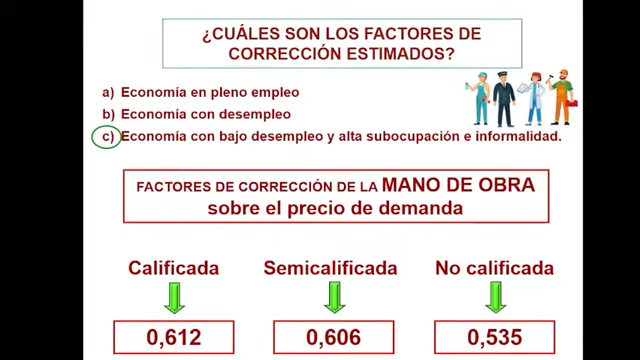 ¿CUÁLES SON LOS FACTORES DE
CORRECCIÓN ESTIMADOS?
a) Economía en pleno empleo
b) Economía con desempleo
c) Economía con bajo desempleo y alta subocupación e informalidad.
FACTORES DE CORRECCIÓN DE LA MANO DE OBRA
sobre el precio de demanda
Calificada Semicalificada No calificada
0,612 0,606 0,535